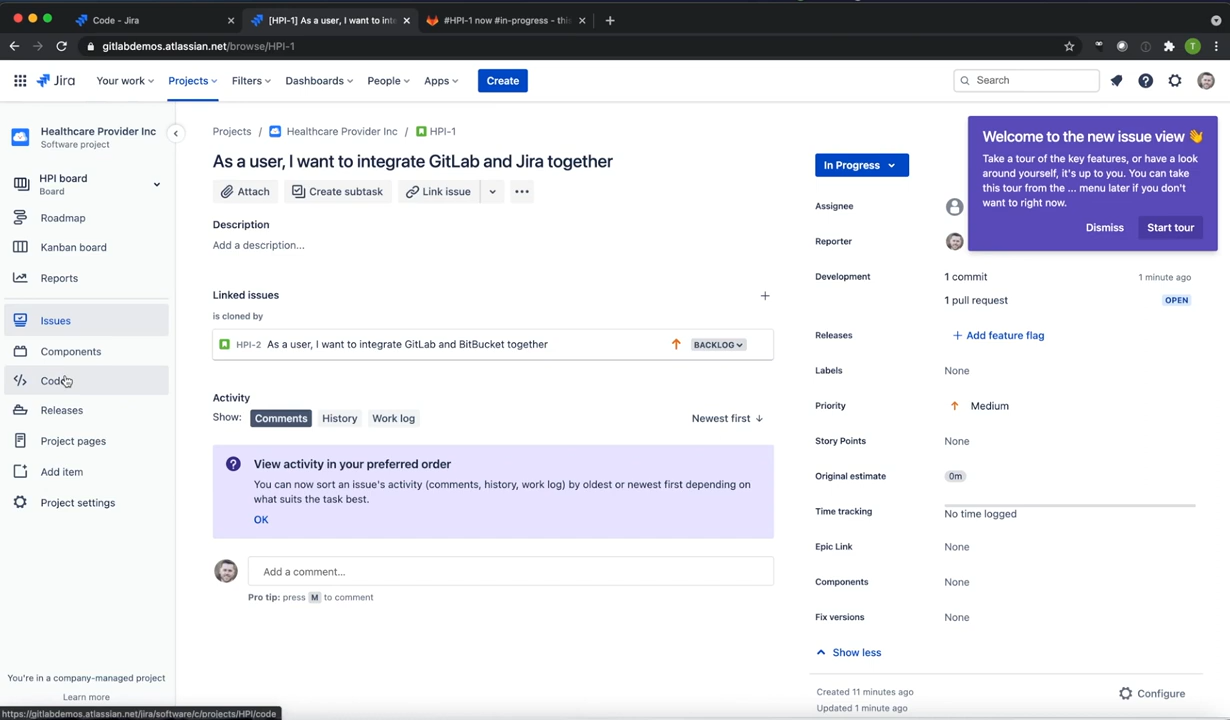 Code - Jira
[HPI-1] As a user, I want to inte
#HPI-1 now #in-progress - this
gitlabdemos.atlassian.net/browse/HPI-1
T
Jira
Your work
Projects
Filters
Dashboards
People
Apps
Create
Search
Healthcare Provider Inc
Software project
HPI board
Board
Roadmap
Kanban board
Reports
Issues
Components
Code
Releases
Project pages
Add item
Project settings
You're in a company-managed project
Learn more
https://gitlabdemos.atlassian.net/jira/software/c/projects/HPI/code
Projects / Healthcare Provider Inc / HPI-1
As a user, I want to integrate GitLab and Jira together
Attach
Create subtask
Link issue
Description
Add a description...
Linked issues
is cloned by
HPI-2 As a user, I want to integrate GitLab and BitBucket together
BACKLOG
Activity
Show: Comments History Work log
Newest first
View activity in your preferred order
You can now sort an issue's activity (comments, history, work log) by oldest or newest first depending on
what suits the task best.
OK
Add a comment...
Pro tip: press M to comment
In Progress
Welcome to the new issue view 👋
Take a tour of the key features, or have a look
around yourself, it's up to you. You can take
this tour from the ... menu later if you don't
want to right now.
Dismiss
Start tour
Assignee
Reporter
Development
1 commit
1 minute ago
1 pull request
OPEN
Releases
Add feature flag
Labels
None
Priority
Medium
Story Points
None
Original estimate
0m
Time tracking
No time logged
Epic Link
None
Components
None
Fix versions
None
Show less
Created 11 minutes ago
Updated 1 minute ago
Configure